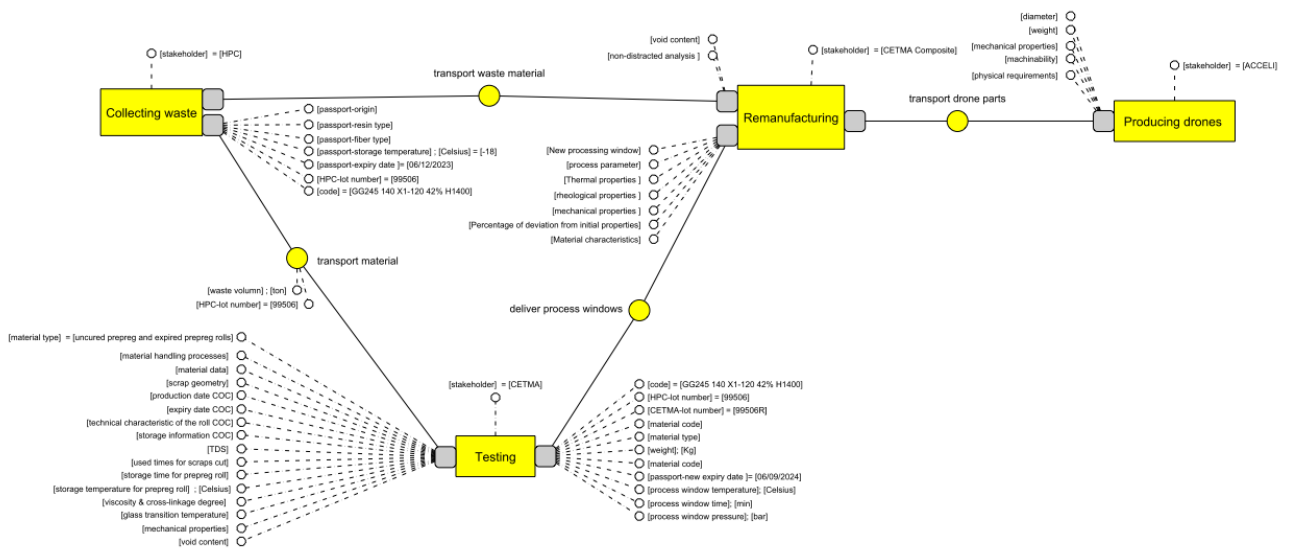 [stakeholder] = [HPC]
Collecting waste
transport waste material
[passport-origin]
[passport-resin type]
[passport-fiber type]
[passport-storage temperature] ; [Celsius] = [-18]
[passport-expiry date ]= [06/12/2023]
[HPC-lot number] = [99506]
[code] = [GG245 140 X1-120 42% H1400]
[void content]
[non-distracted analysis ]
[stakeholder] = [CETMA Composite]
Remanufacturing
[New processing window]
[process parameter]
[Thermal properties ]
[rheological properties ]
[mechanical properties ]
[Percentage of deviation from initial properties]
[Material characteristics]
transport drone parts
[diameter]
[weight]
[mechanical properties]
[machinability]
[physical requirements]
[stakeholder] = [ACCELI]
Producing drones
transport material
[waste volumn] ; [ton]
[HPC-lot number] = [99506]
deliver process windows
[material type] = [uncured prepreg and expired prepreg rolls]
[material handling processes]
[material data]
[scrap geometry]
[production date COC]
[expiry date COC]
[technical characteristic of the roll COC]
[storage information COC]
[TDS]
[used times for scraps cut]
[storage time for prepreg roll]
[storage temperature for prepreg roll] ; [Celsius]
[viscosity & cross-linkage degree]
[glass transition temperature]
[mechanical properties]
[void content]
[stakeholder] = [CETMA]
Testing
[code] = [GG245 140 X1-120 42% H1400]
[HPC-lot number] = [99506]
[CETMA-lot number] = [99506R]
[material code]
[material type]
[weight]; [Kg]
[material code]
[passport-new expiry date ]= [06/09/2024]
[process window temperature]; [Celsius]
[process window time]; [min]
[process window pressure]; [bar]